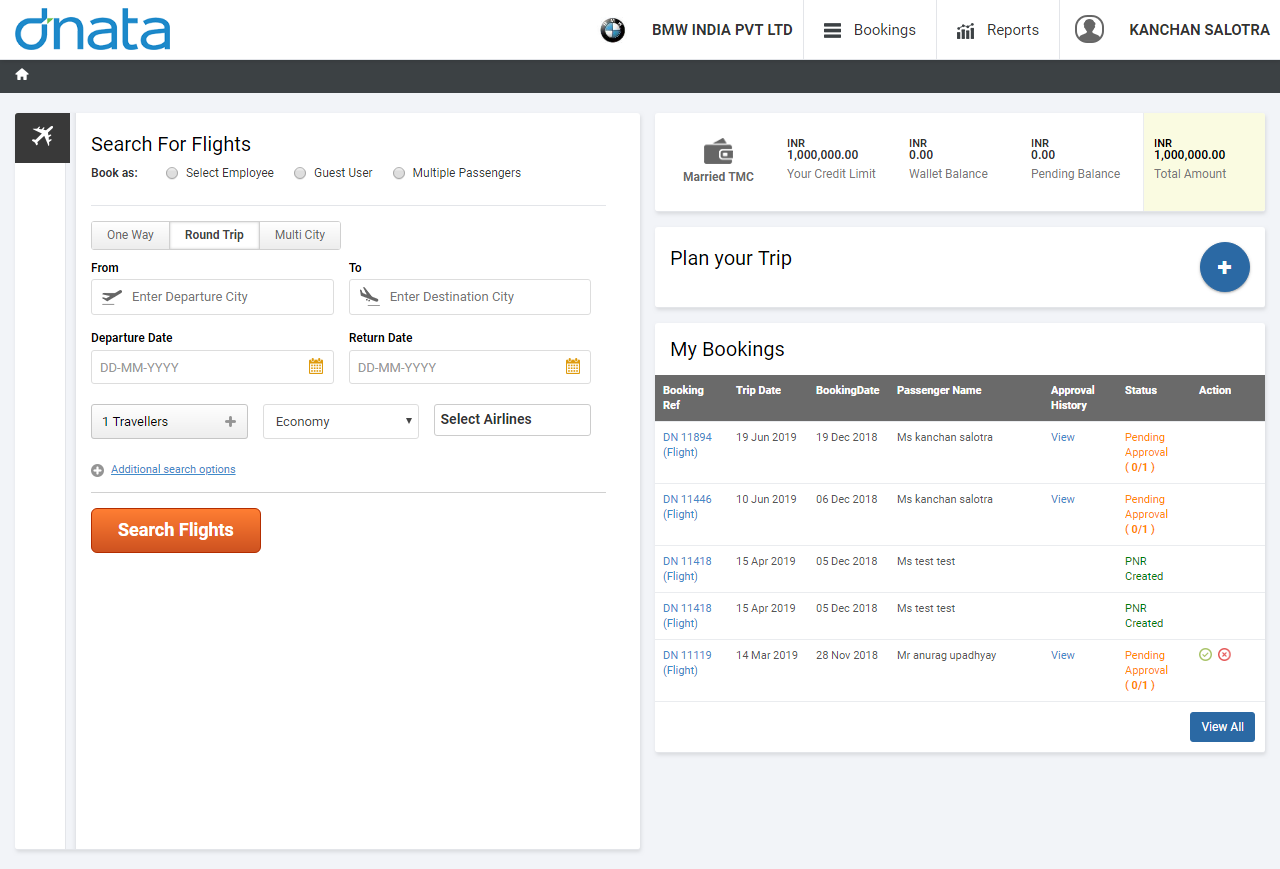 dnata
BMW INDIA PVT LTD
Bookings
Reports
KANCHAN SALOTRA
Search For Flights
Book as:
Select Employee
Guest User
Multiple Passengers
One Way
Round Trip
Multi City
From
To
Enter Departure City
Enter Destination City
Departure Date
Return Date
DD-MM-YYYY
DD-MM-YYYY
1 Travellers
Economy
Select Airlines
Additional search options
Search Flights
Married TMC
INR
1,000,000.00
Your Credit Limit
INR
0.00
Wallet Balance
INR
0.00
Pending Balance
INR
1,000,000.00
Total Amount
Plan your Trip
My Bookings
Booking Ref Trip Date BookingDate Passenger Name Approval History Status Action
DN 11894 (Flight) 19 Jun 2019 19 Dec 2018 Ms kanchan salotra View Pending Approval ( 0/1 )
DN 11446 (Flight) 10 Jun 2019 06 Dec 2018 Ms kanchan salotra View Pending Approval ( 0/1 )
DN 11418 (Flight) 15 Apr 2019 05 Dec 2018 Ms test test PNR Created
DN 11418 (Flight) 15 Apr 2019 05 Dec 2018 Ms test test PNR Created
DN 11119 (Flight) 14 Mar 2019 28 Nov 2018 Mr anurag upadhyay View Pending Approval ( 0/1 )
View All